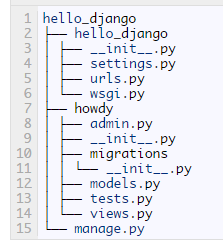 1 hello_django
2 ├── hello_django
3 │ ├── __init__.py
4 │ ├── settings.py
5 │ ├── urls.py
6 │ └── wsgi.py
7 ├── howdy
8 │ ├── admin.py
9 │ ├── __init__.py
10 │ ├── migrations
11 │ │ └── __init__.py
12 │ ├── models.py
13 │ ├── tests.py
14 │ └── views.py
15 └── manage.py